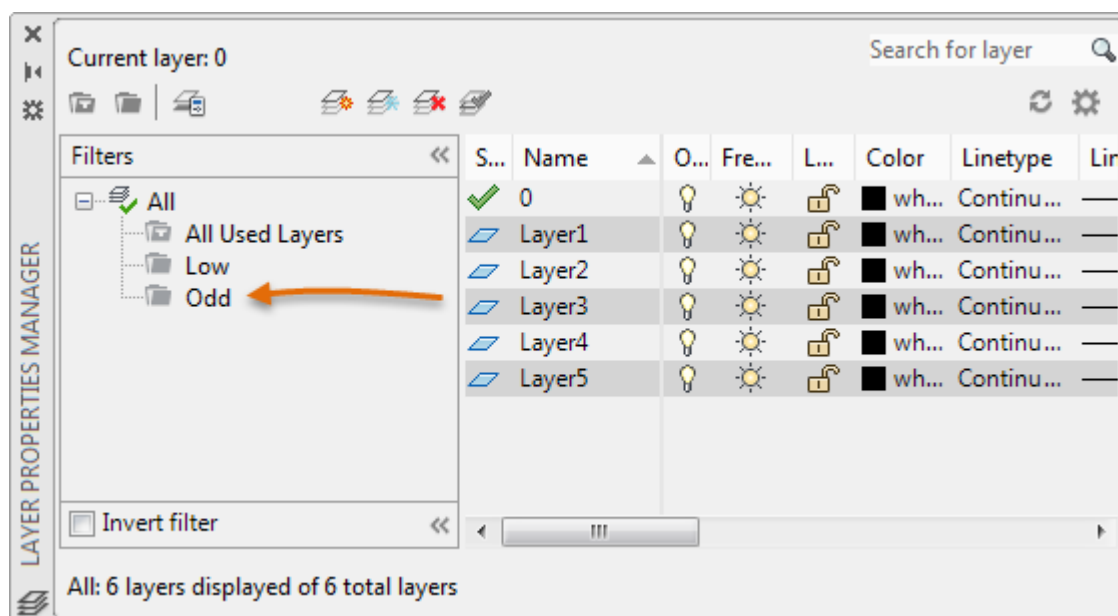 Current layer: 0
Search for layer
Filters
S... Name O... Fre... L... Color Linetype Lin
All
All Used Layers
Low
Odd
0 wh... Continu...
Layer1 wh... Continu...
Layer2 wh... Continu...
Layer3 wh... Continu...
Layer4 wh... Continu...
Layer5 wh... Continu...
Invert filter
All: 6 layers displayed of 6 total layers
LAYER PROPERTIES MANAGER